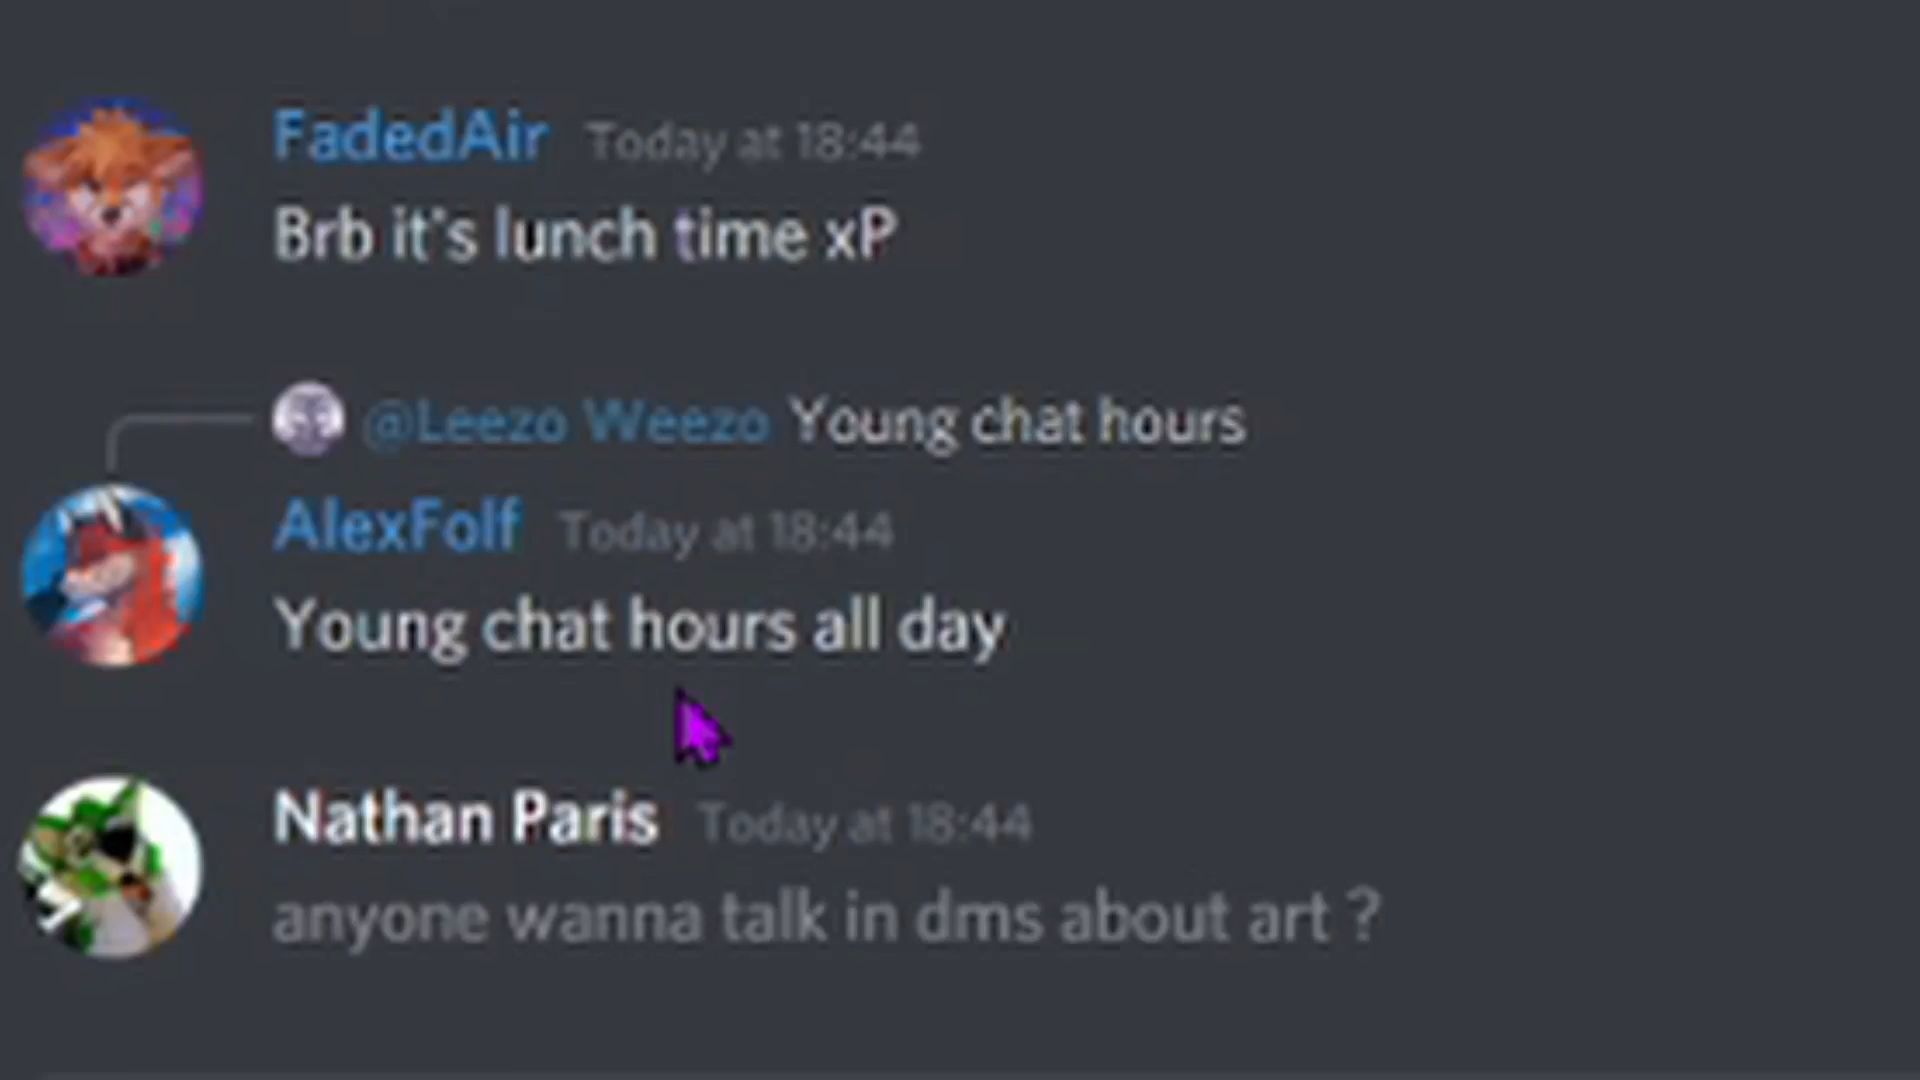 FadedAir Today at 18:44
Brb it's lunch time xP
@Leezo Weezo Young chat hours
AlexFolf Today at 18:44
Young chat hours all day
Nathan Paris Today at 18:44
anyone wanna talk in dms about art ?